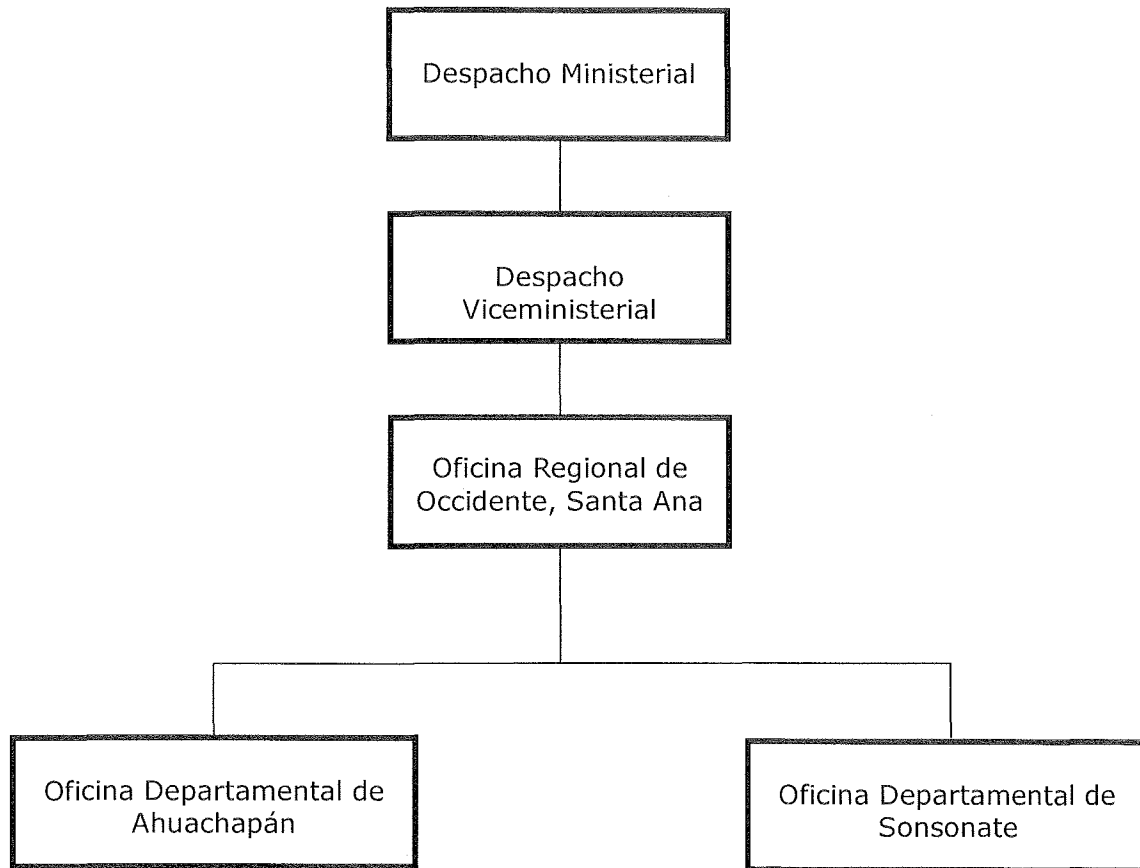 Despacho Ministerial
Despacho
Viceministerial
Oficina Regional de
Occidente, Santa Ana
Oficina Departamental de
Ahuachapán
Oficina Departamental de
Sonsonate